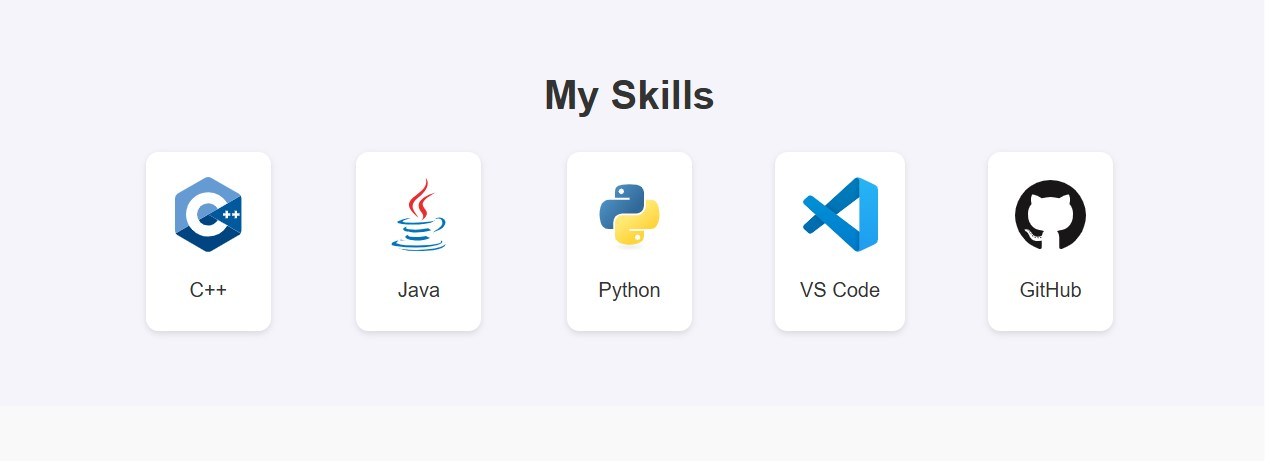 My Skills
C++
Java
Python
VS Code
GitHub